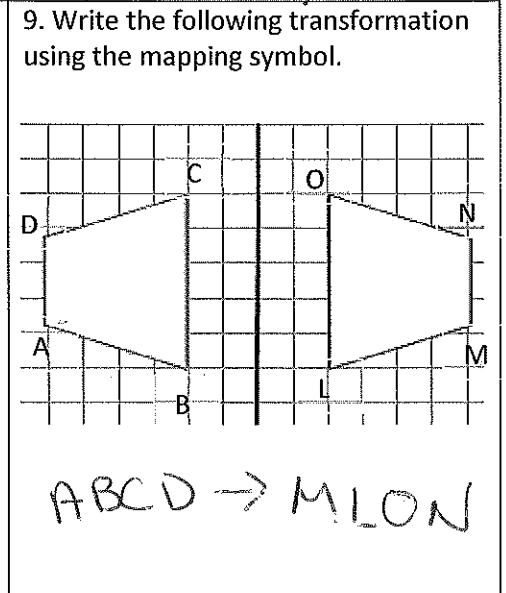 9. Write the following transformation
using the mapping symbol.
C
O
D
N
A
M
B
L
ABCD → MLON